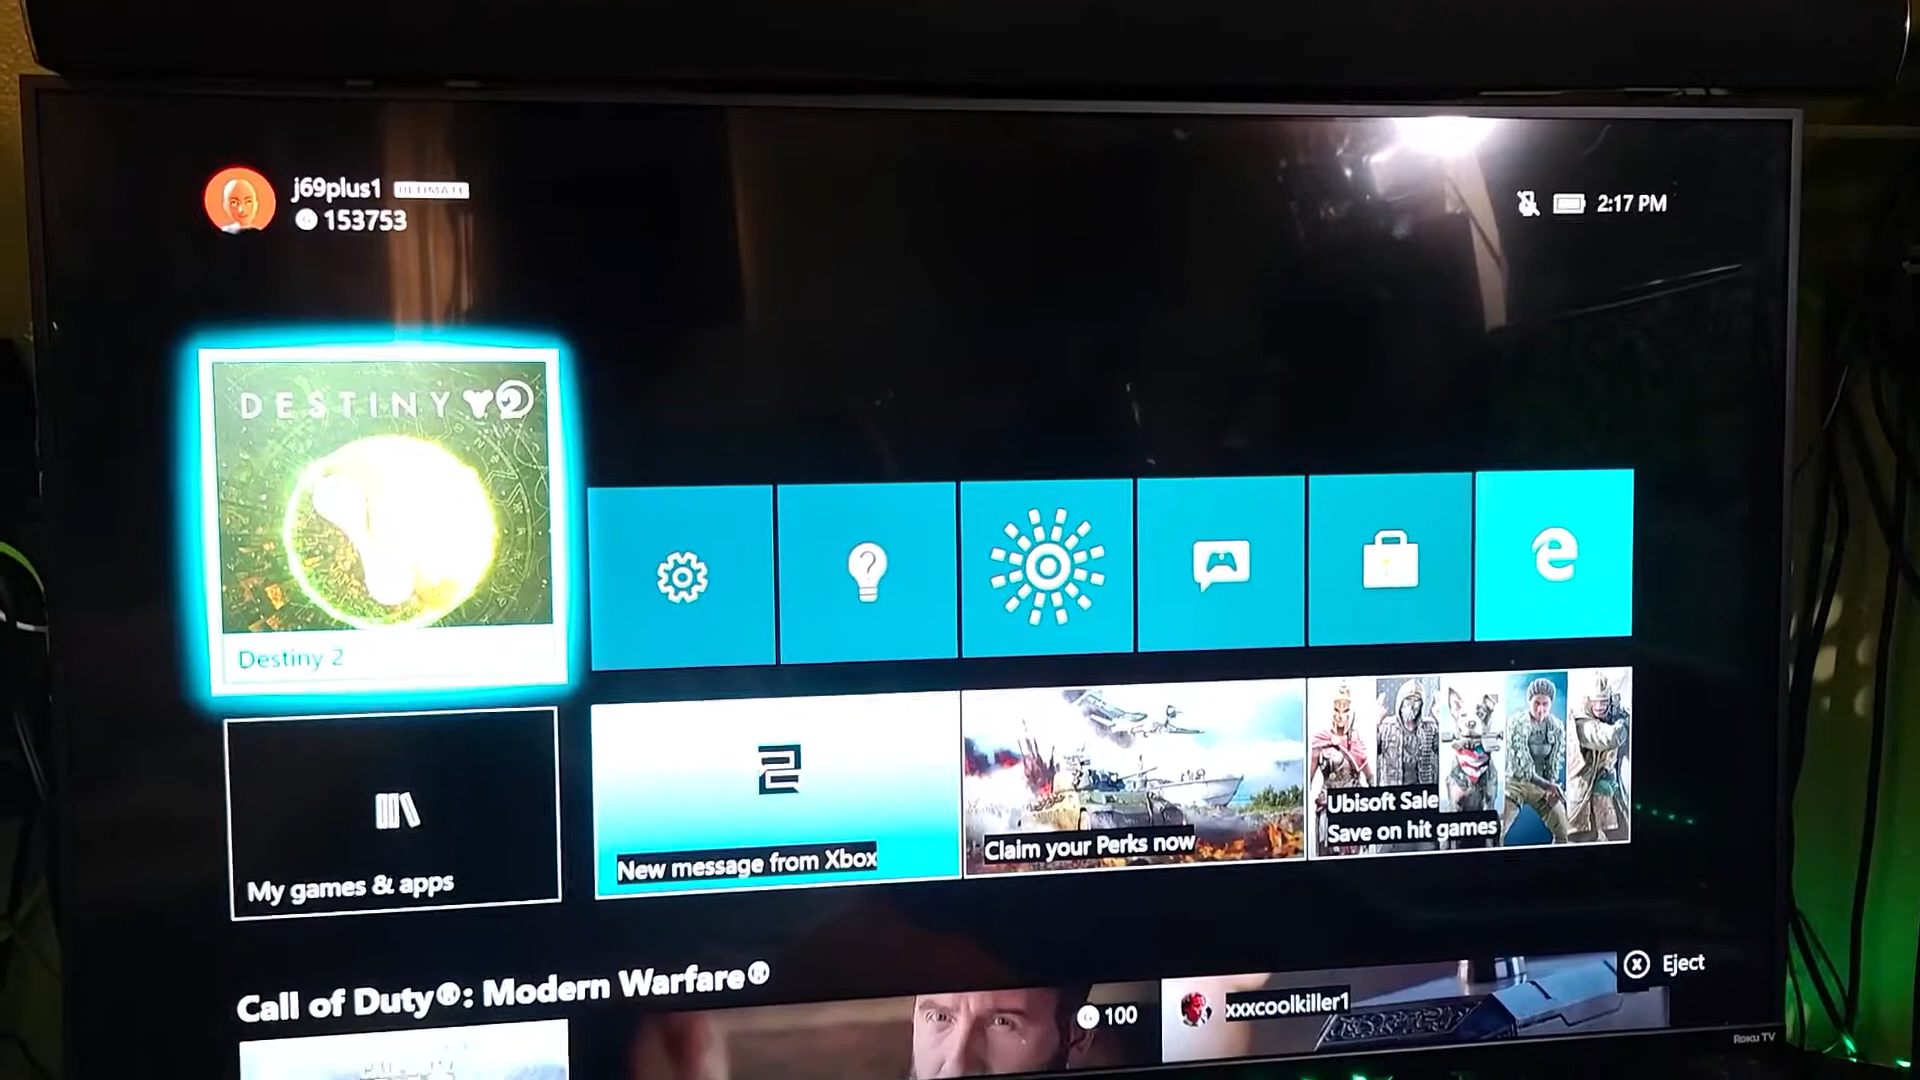 j69plus1 ULTIMATE
153753
2:17 PM
DESTINY 2
Destiny 2
My games & apps
New message from Xbox
Claim your Perks now
Ubisoft Sale
Save on hit games
Call of Duty®: Modern Warfare®
X Eject
100
xxxcoolkiller1
Roku TV